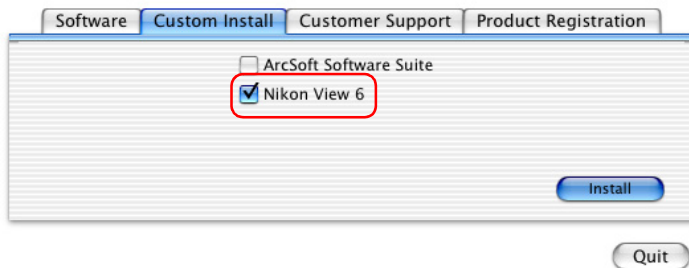 Software Custom Install Customer Support Product Registration
ArcSoft Software Suite
Nikon View 6
Install
Quit